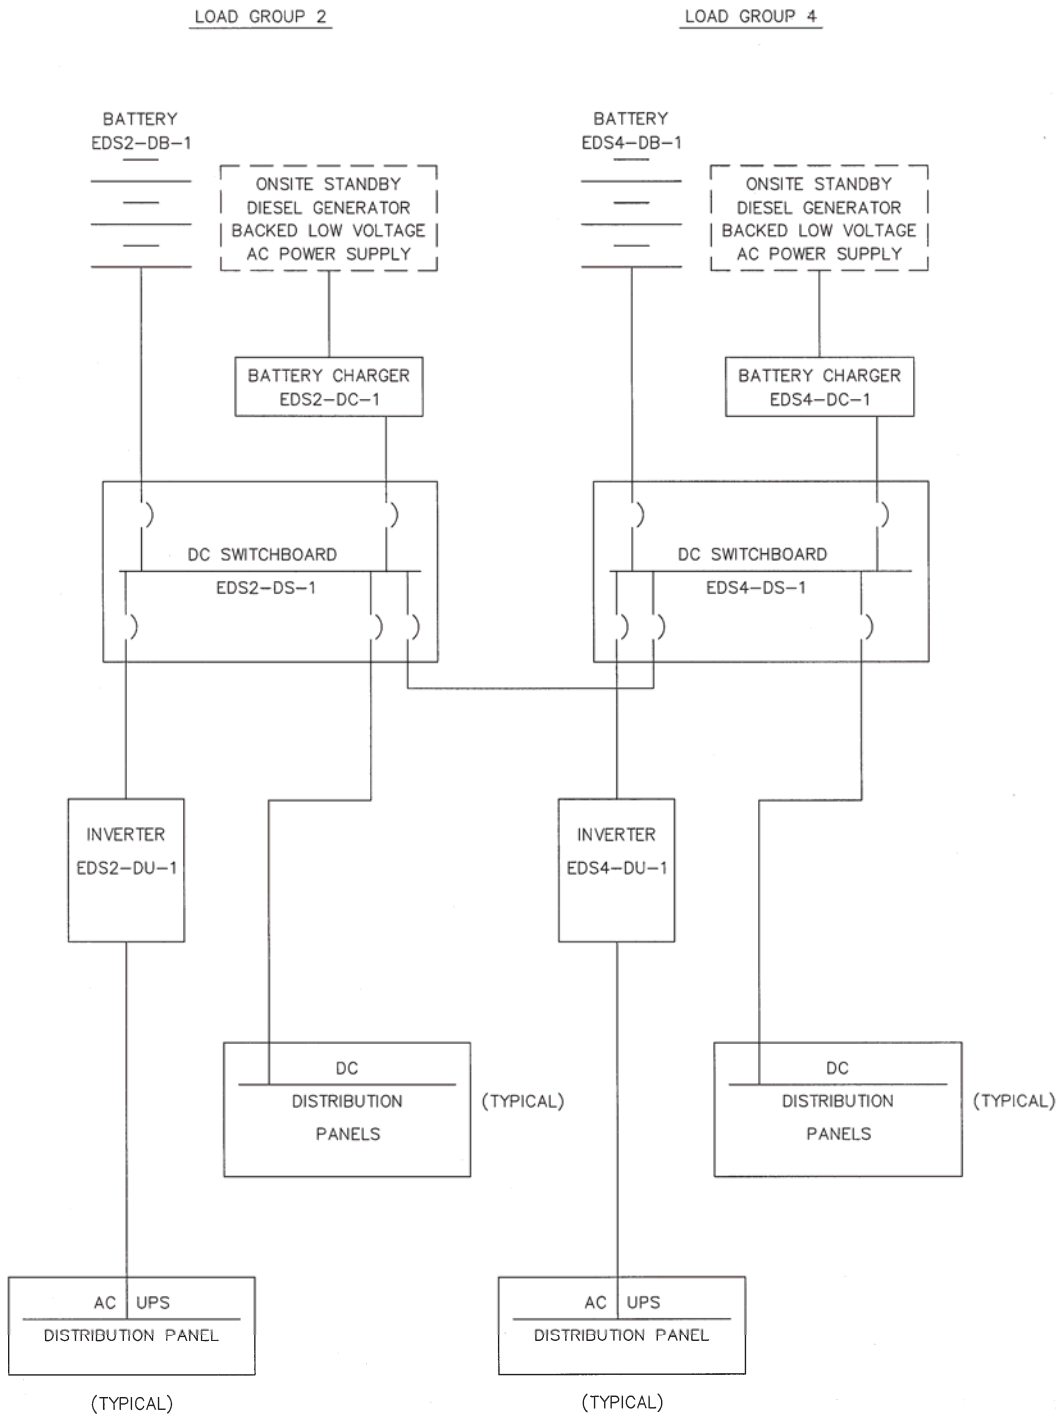 LOAD GROUP 2
LOAD GROUP 4
BATTERY
EDS2-DB-1
ONSITE STANDBY
DIESEL GENERATOR
BACKED LOW VOLTAGE
AC POWER SUPPLY
BATTERY CHARGER
EDS2-DC-1
DC SWITCHBOARD
EDS2-DS-1
INVERTER
EDS2-DU-1
DC
DISTRIBUTION
PANELS
(TYPICAL)
AC UPS
DISTRIBUTION PANEL
(TYPICAL)
BATTERY
EDS4-DB-1
ONSITE STANDBY
DIESEL GENERATOR
BACKED LOW VOLTAGE
AC POWER SUPPLY
BATTERY CHARGER
EDS4-DC-1
DC SWITCHBOARD
EDS4-DS-1
INVERTER
EDS4-DU-1
DC
DISTRIBUTION
PANELS
(TYPICAL)
AC UPS
DISTRIBUTION PANEL
(TYPICAL)